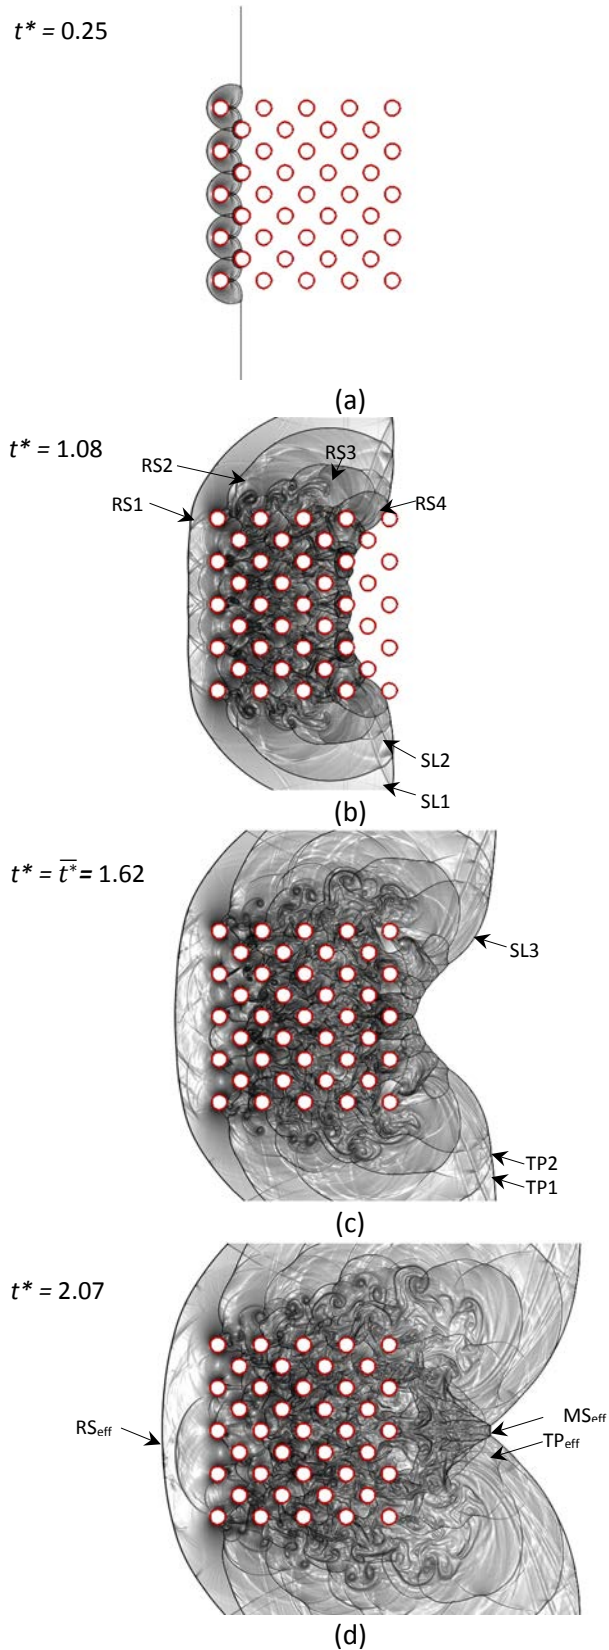 t* = 0.25
(a)
t* = 1.08
RS2
RS3
RS1
RS4
SL2
SL1
(b)
t* = t̅*̅ = 1.62
SL3
TP2
TP1
(c)
t* = 2.07
RSeff
MSeff
TPeff
(d)